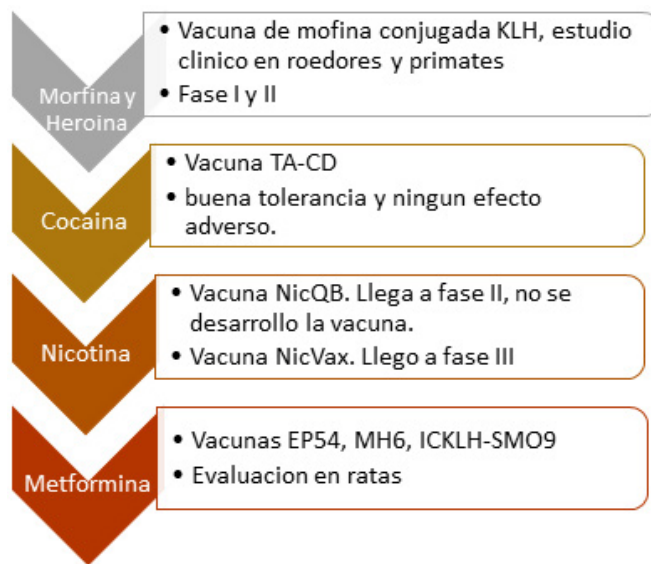 Morfina y
Heroina
• Vacuna de mofina conjugada KLH, estudio
clinico en roedores y primates
• Fase I y II
Cocaina
• Vacuna TA-CD
• buena tolerancia y ningun efecto
adverso.
Nicotina
• Vacuna NicQB. Llega a fase II, no se
desarrollo la vacuna.
• Vacuna NicVax. Llego a fase III
Metformina
• Vacunas EP54, MH6, ICKLH-SMO9
• Evaluacion en ratas